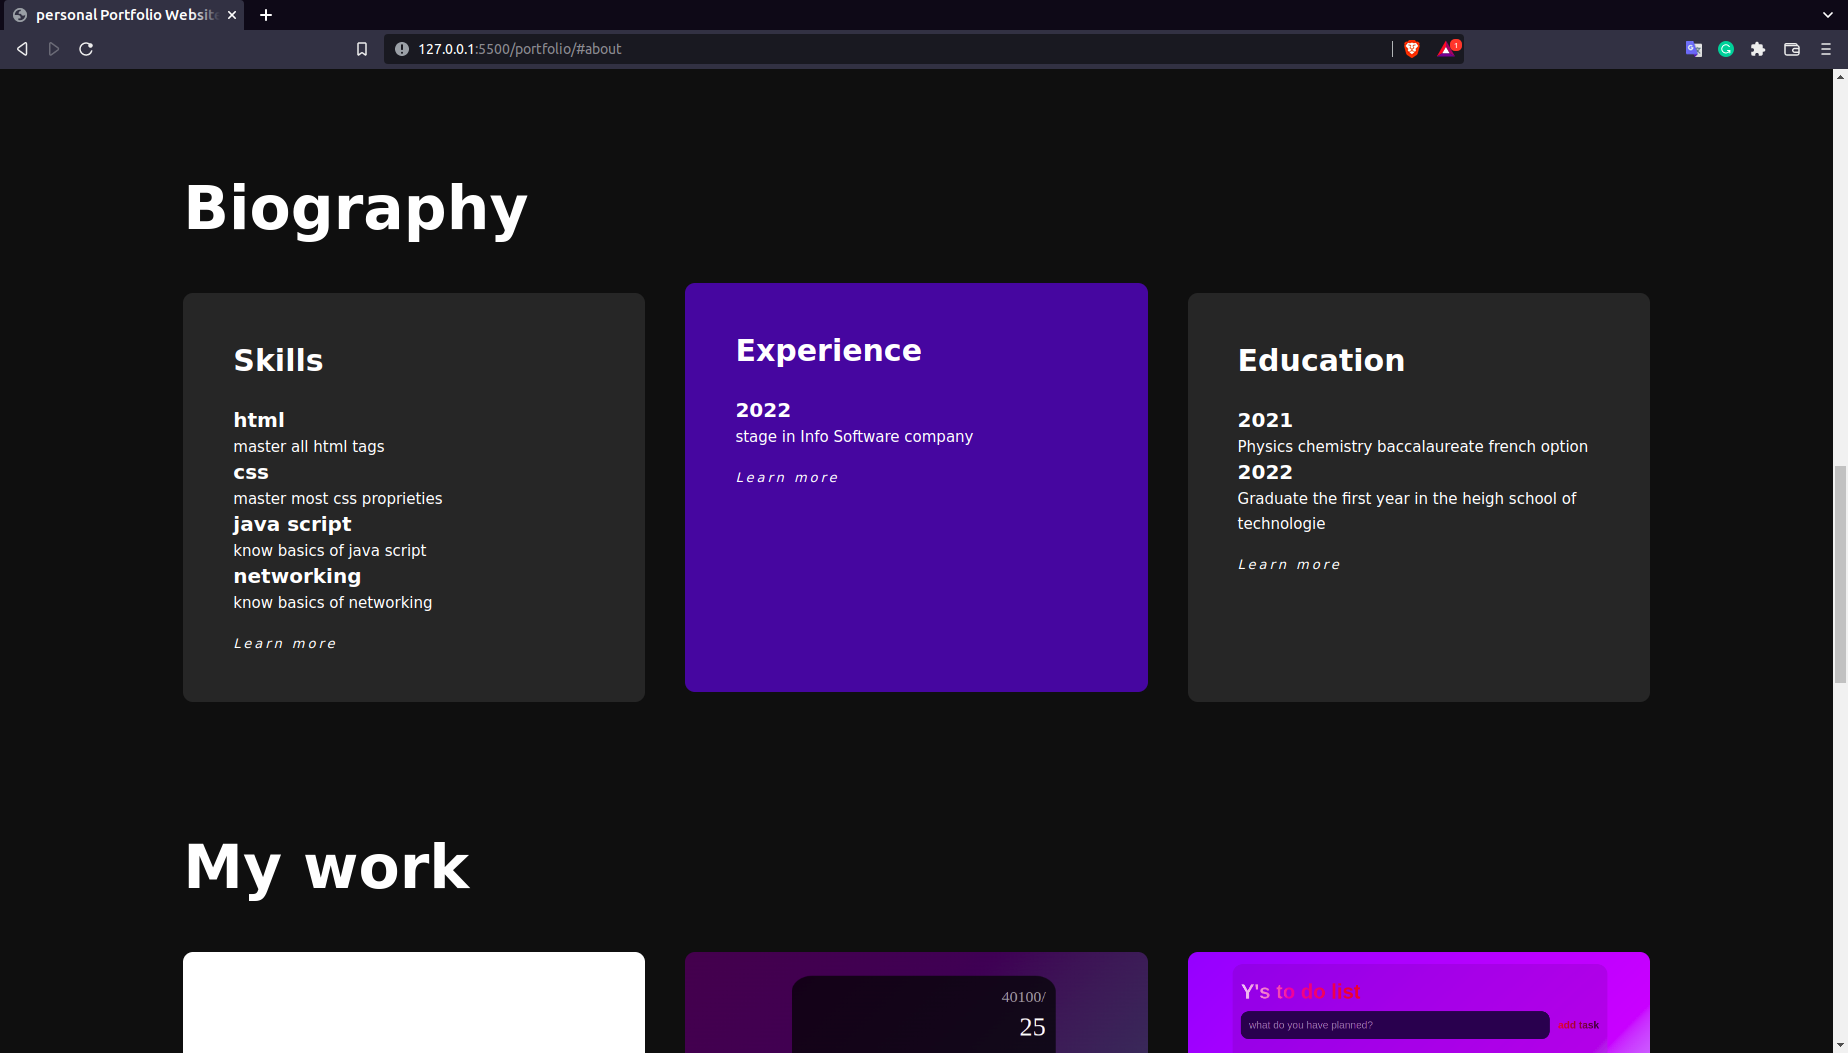 personal Portfolio Website
127.0.0.1:5500/portfolio/#about
1
Biography
Skills
html
master all html tags
css
master most css proprieties
java script
know basics of java script
networking
know basics of networking
Learn more
Experience
2022
stage in Info Software company
Learn more
Education
2021
Physics chemistry baccalaureate french option
2022
Graduate the first year in the heigh school of
technologie
Learn more
My work
40100/
25
Y's to do list
what do you have planned?
add task